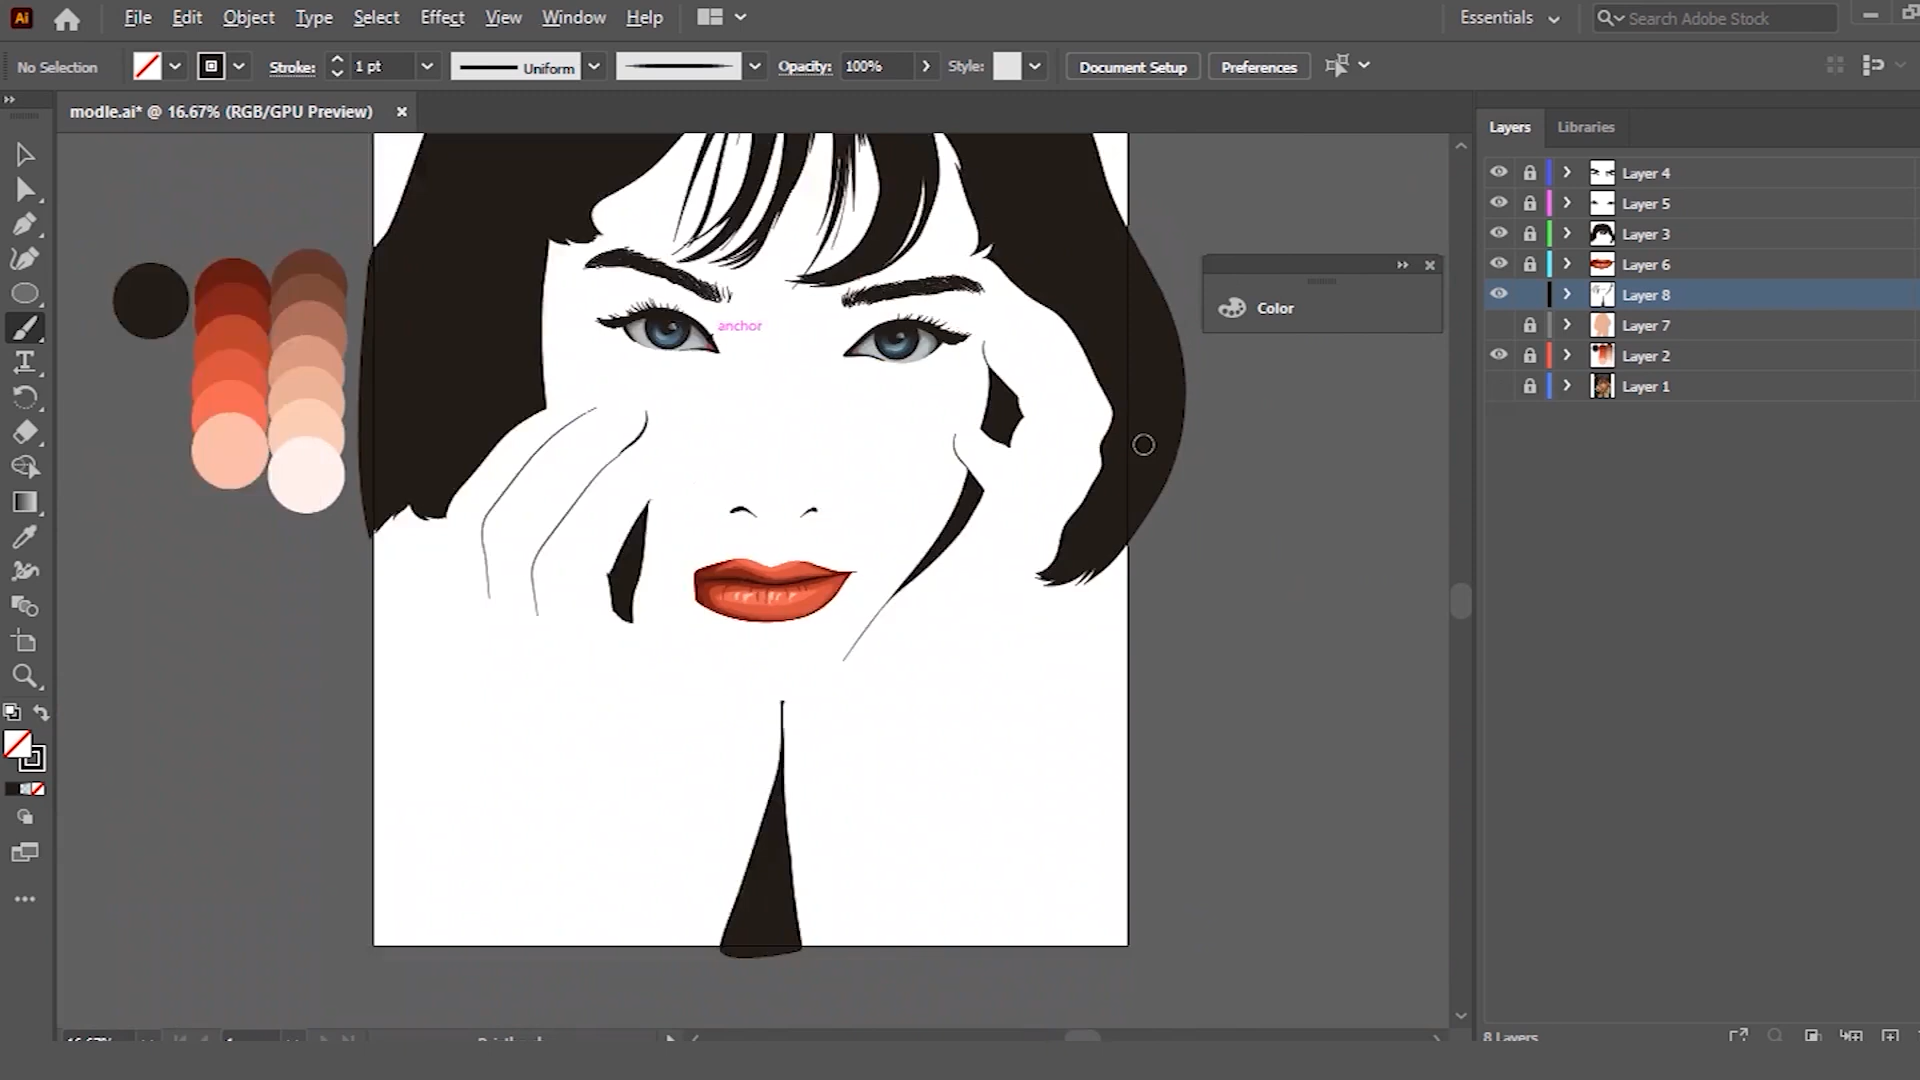 Ai File Edit Object Type Select Effect View Window Help Essentials Search Adobe Stock
No Selection Stroke: 1 pt Uniform Opacity: 100% Style: Document Setup Preferences
modle.ai* @ 16.67% (RGB/GPU Preview)
Layers Libraries
Layer 4
Layer 5
Layer 3
Layer 6
Layer 8
Layer 7
Layer 2
Layer 1
Color
anchor
8 Layers